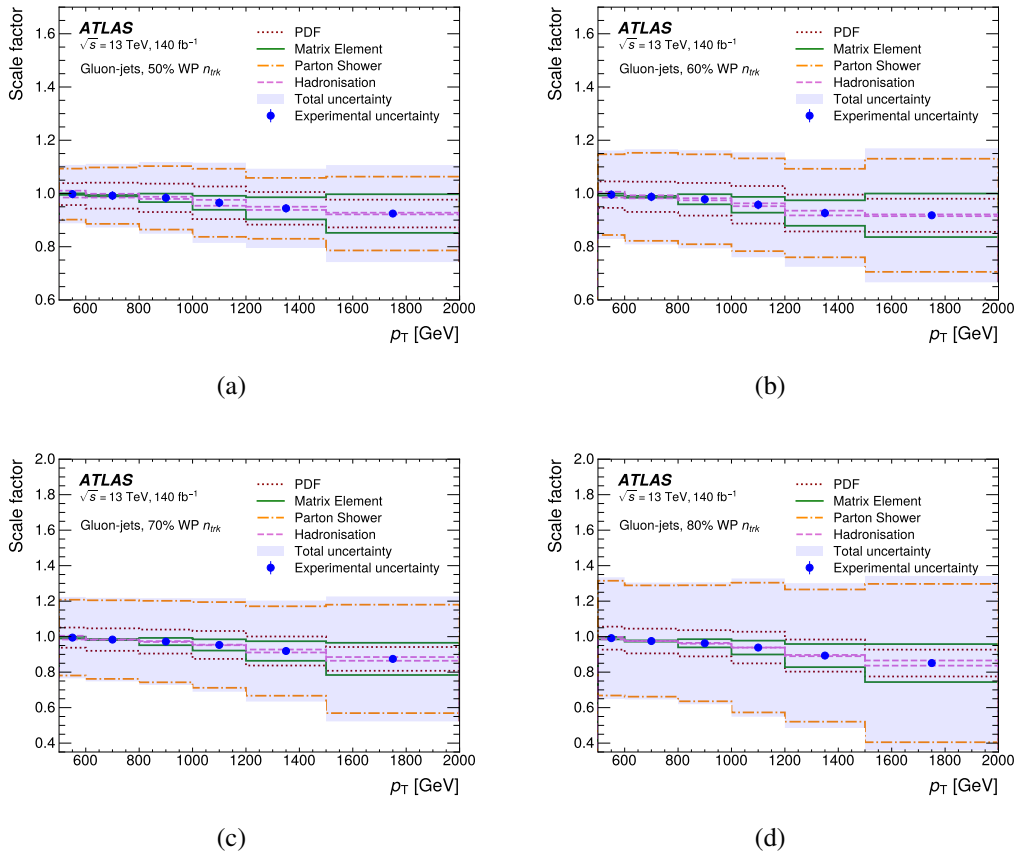 ATLAS
√s = 13 TeV, 140 fb⁻¹
Gluon-jets, 50% WP n_trk
PDF
Matrix Element
Parton Shower
Hadronisation
Total uncertainty
Experimental uncertainty
Scale factor
1.6
1.4
1.2
1.0
0.8
0.6
600 800 1000 1200 1400 1600 1800 2000
p_T [GeV]
(a)
ATLAS
√s = 13 TeV, 140 fb⁻¹
Gluon-jets, 60% WP n_trk
PDF
Matrix Element
Parton Shower
Hadronisation
Total uncertainty
Experimental uncertainty
Scale factor
1.6
1.4
1.2
1.0
0.8
0.6
600 800 1000 1200 1400 1600 1800 2000
p_T [GeV]
(b)
ATLAS
√s = 13 TeV, 140 fb⁻¹
Gluon-jets, 70% WP n_trk
PDF
Matrix Element
Parton Shower
Hadronisation
Total uncertainty
Experimental uncertainty
Scale factor
2.0
1.8
1.6
1.4
1.2
1.0
0.8
0.6
0.4
600 800 1000 1200 1400 1600 1800 2000
p_T [GeV]
(c)
ATLAS
√s = 13 TeV, 140 fb⁻¹
Gluon-jets, 80% WP n_trk
PDF
Matrix Element
Parton Shower
Hadronisation
Total uncertainty
Experimental uncertainty
Scale factor
2.0
1.8
1.6
1.4
1.2
1.0
0.8
0.6
0.4
600 800 1000 1200 1400 1600 1800 2000
p_T [GeV]
(d)